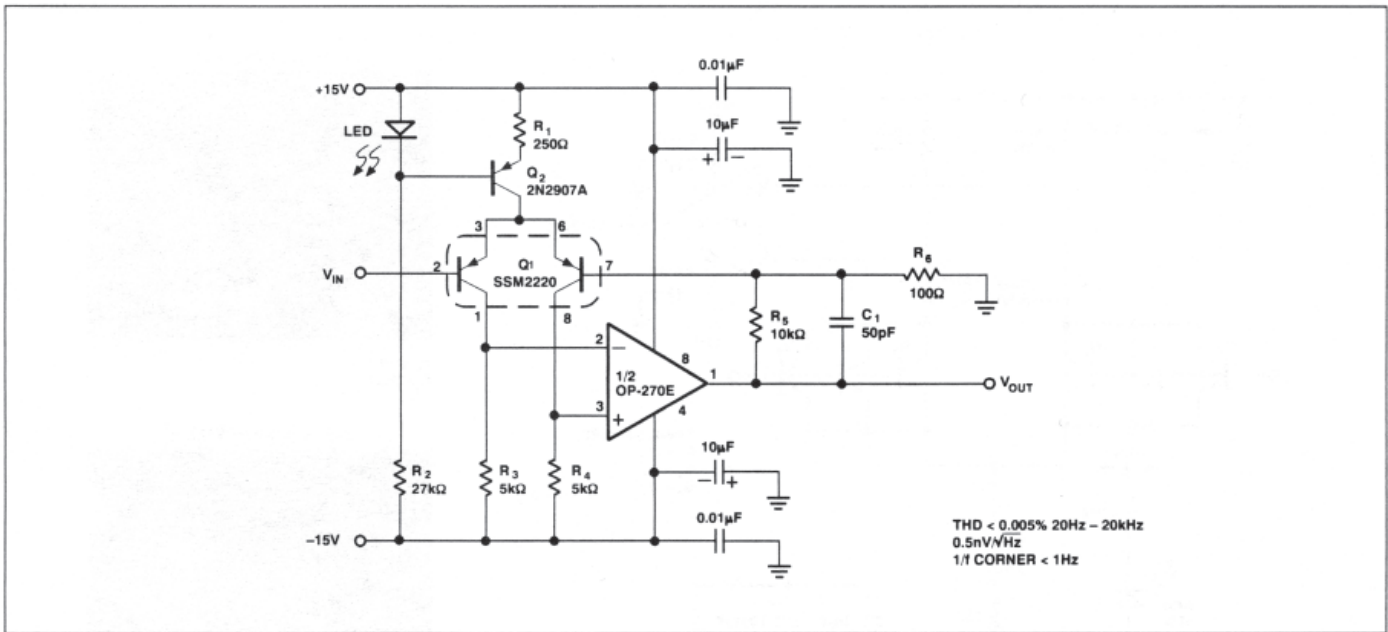 0.01µF
+15V
LED
R1
250Ω
10µF
+ −
Q2
2N2907A
3 6
VIN
2
Q1
SSM2220
7
R6
100Ω
1 8
R5
10kΩ
C1
50pF
2
−
8
1/2
OP-270E
1
VOUT
3
+
4
10µF
− +
R2
27kΩ
R3
5kΩ
R4
5kΩ
0.01µF
−15V
THD < 0.005% 20Hz – 20kHz
0.5nV/√Hz
1/f CORNER < 1Hz